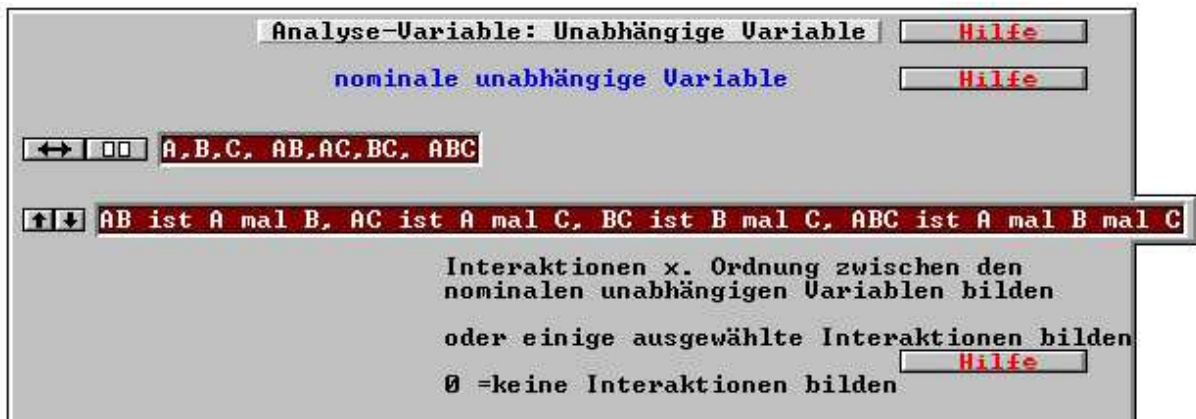 Analyse-Variable: Unabhängige Variable Hilfe
nominale unabhängige Variable Hilfe
A,B,C, AB,AC,BC, ABC
AB ist A mal B, AC ist A mal C, BC ist B mal C, ABC ist A mal B mal C
Interaktionen x. Ordnung zwischen den
nominalen unabhängigen Variablen bilden
oder einige ausgewählte Interaktionen bilden
Hilfe
0 =keine Interaktionen bilden